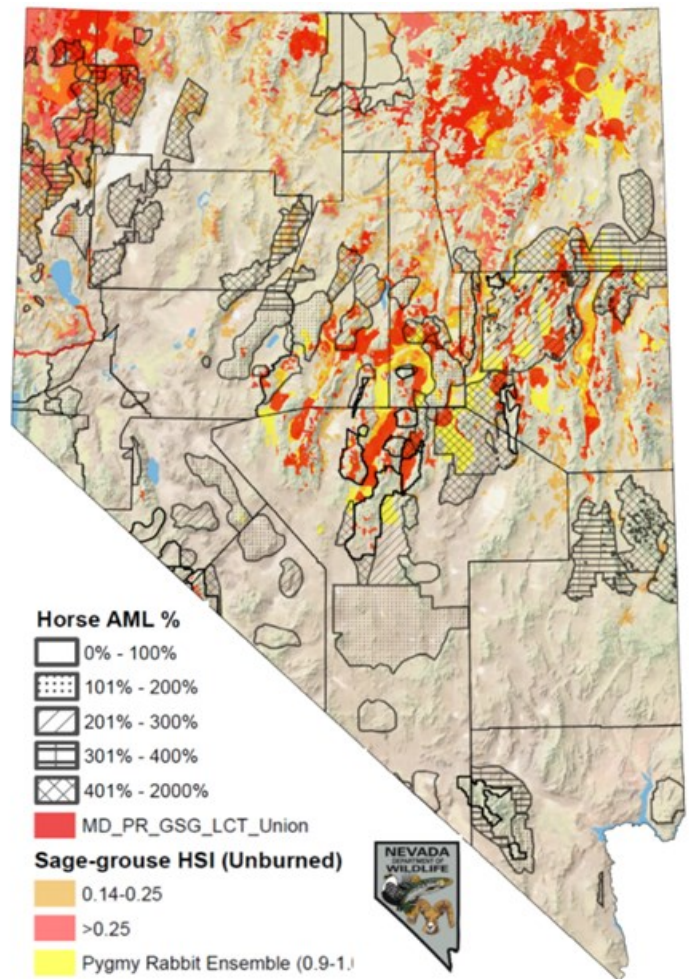 Horse AML %
0% - 100%
101% - 200%
201% - 300%
301% - 400%
401% - 2000%
MD_PR_GSG_LCT_Union
Sage-grouse HSI (Unburned)
0.14-0.25
>0.25
Pygmy Rabbit Ensemble (0.9-1.
NEVADA
DEPARTMENT OF
WILDLIFE